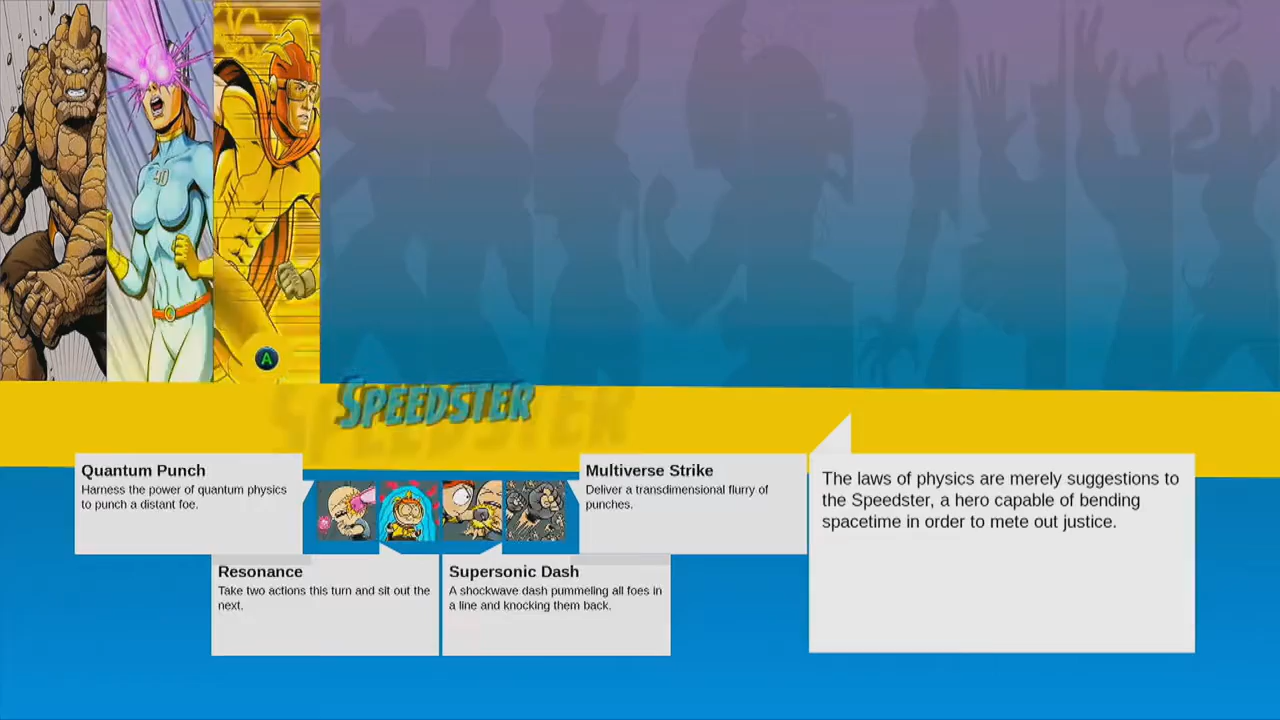 40
A
SPEEDSTER
Quantum Punch
Harness the power of quantum physics
to punch a distant foe.
Multiverse Strike
Deliver a transdimensional flurry of
punches.
The laws of physics are merely suggestions to
the Speedster, a hero capable of bending
spacetime in order to mete out justice.
Resonance
Take two actions this turn and sit out the
next.
Supersonic Dash
A shockwave dash pummeling all foes in
a line and knocking them back.